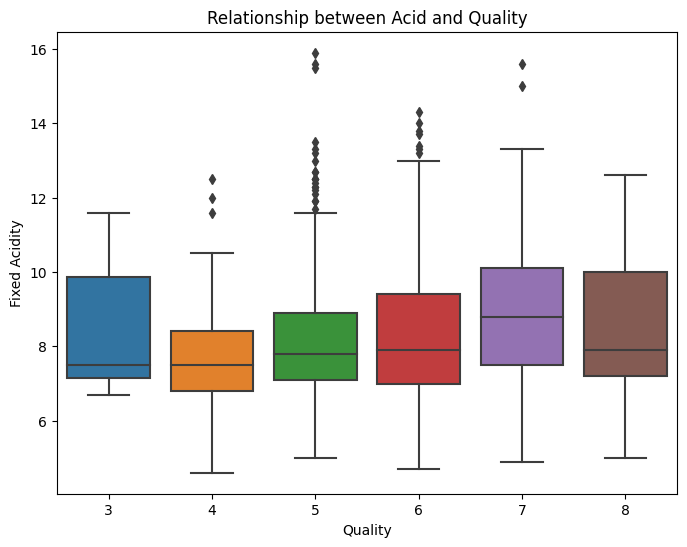 Relationship between Acid and Quality
16
14
12
10
8
6
Fixed Acidity
3 4 5 6 7 8
Quality